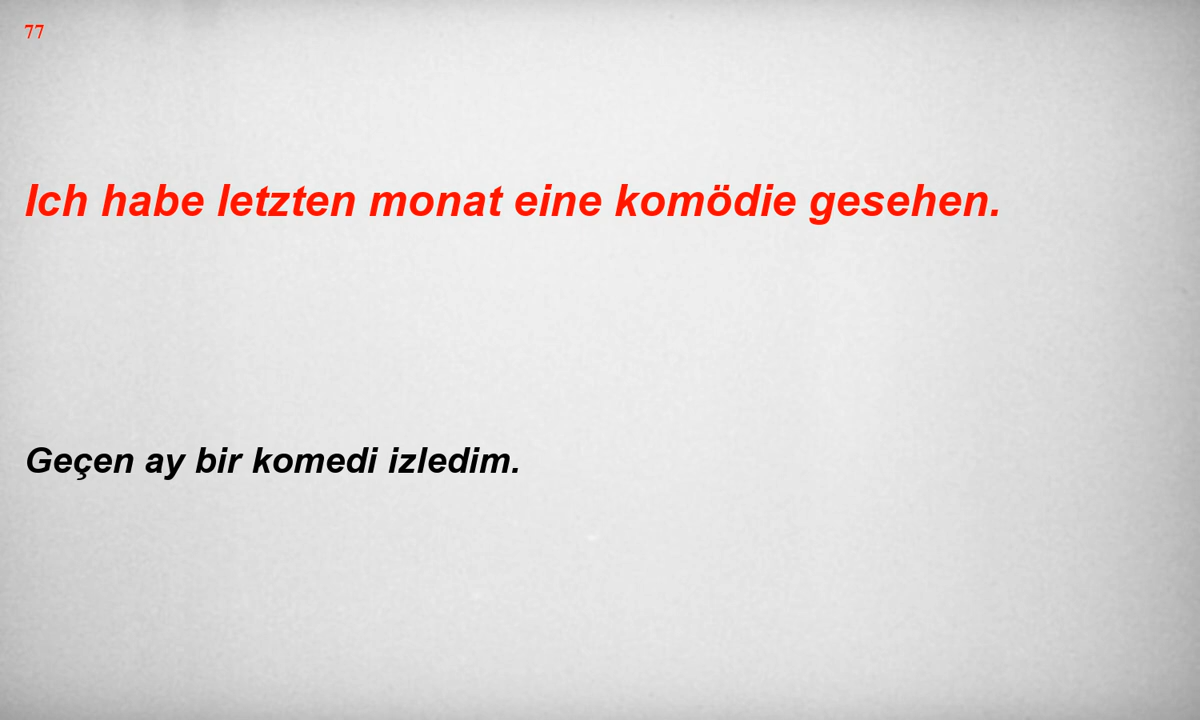 77
Ich habe letzten monat eine komödie gesehen.
Geçen ay bir komedi izledim.